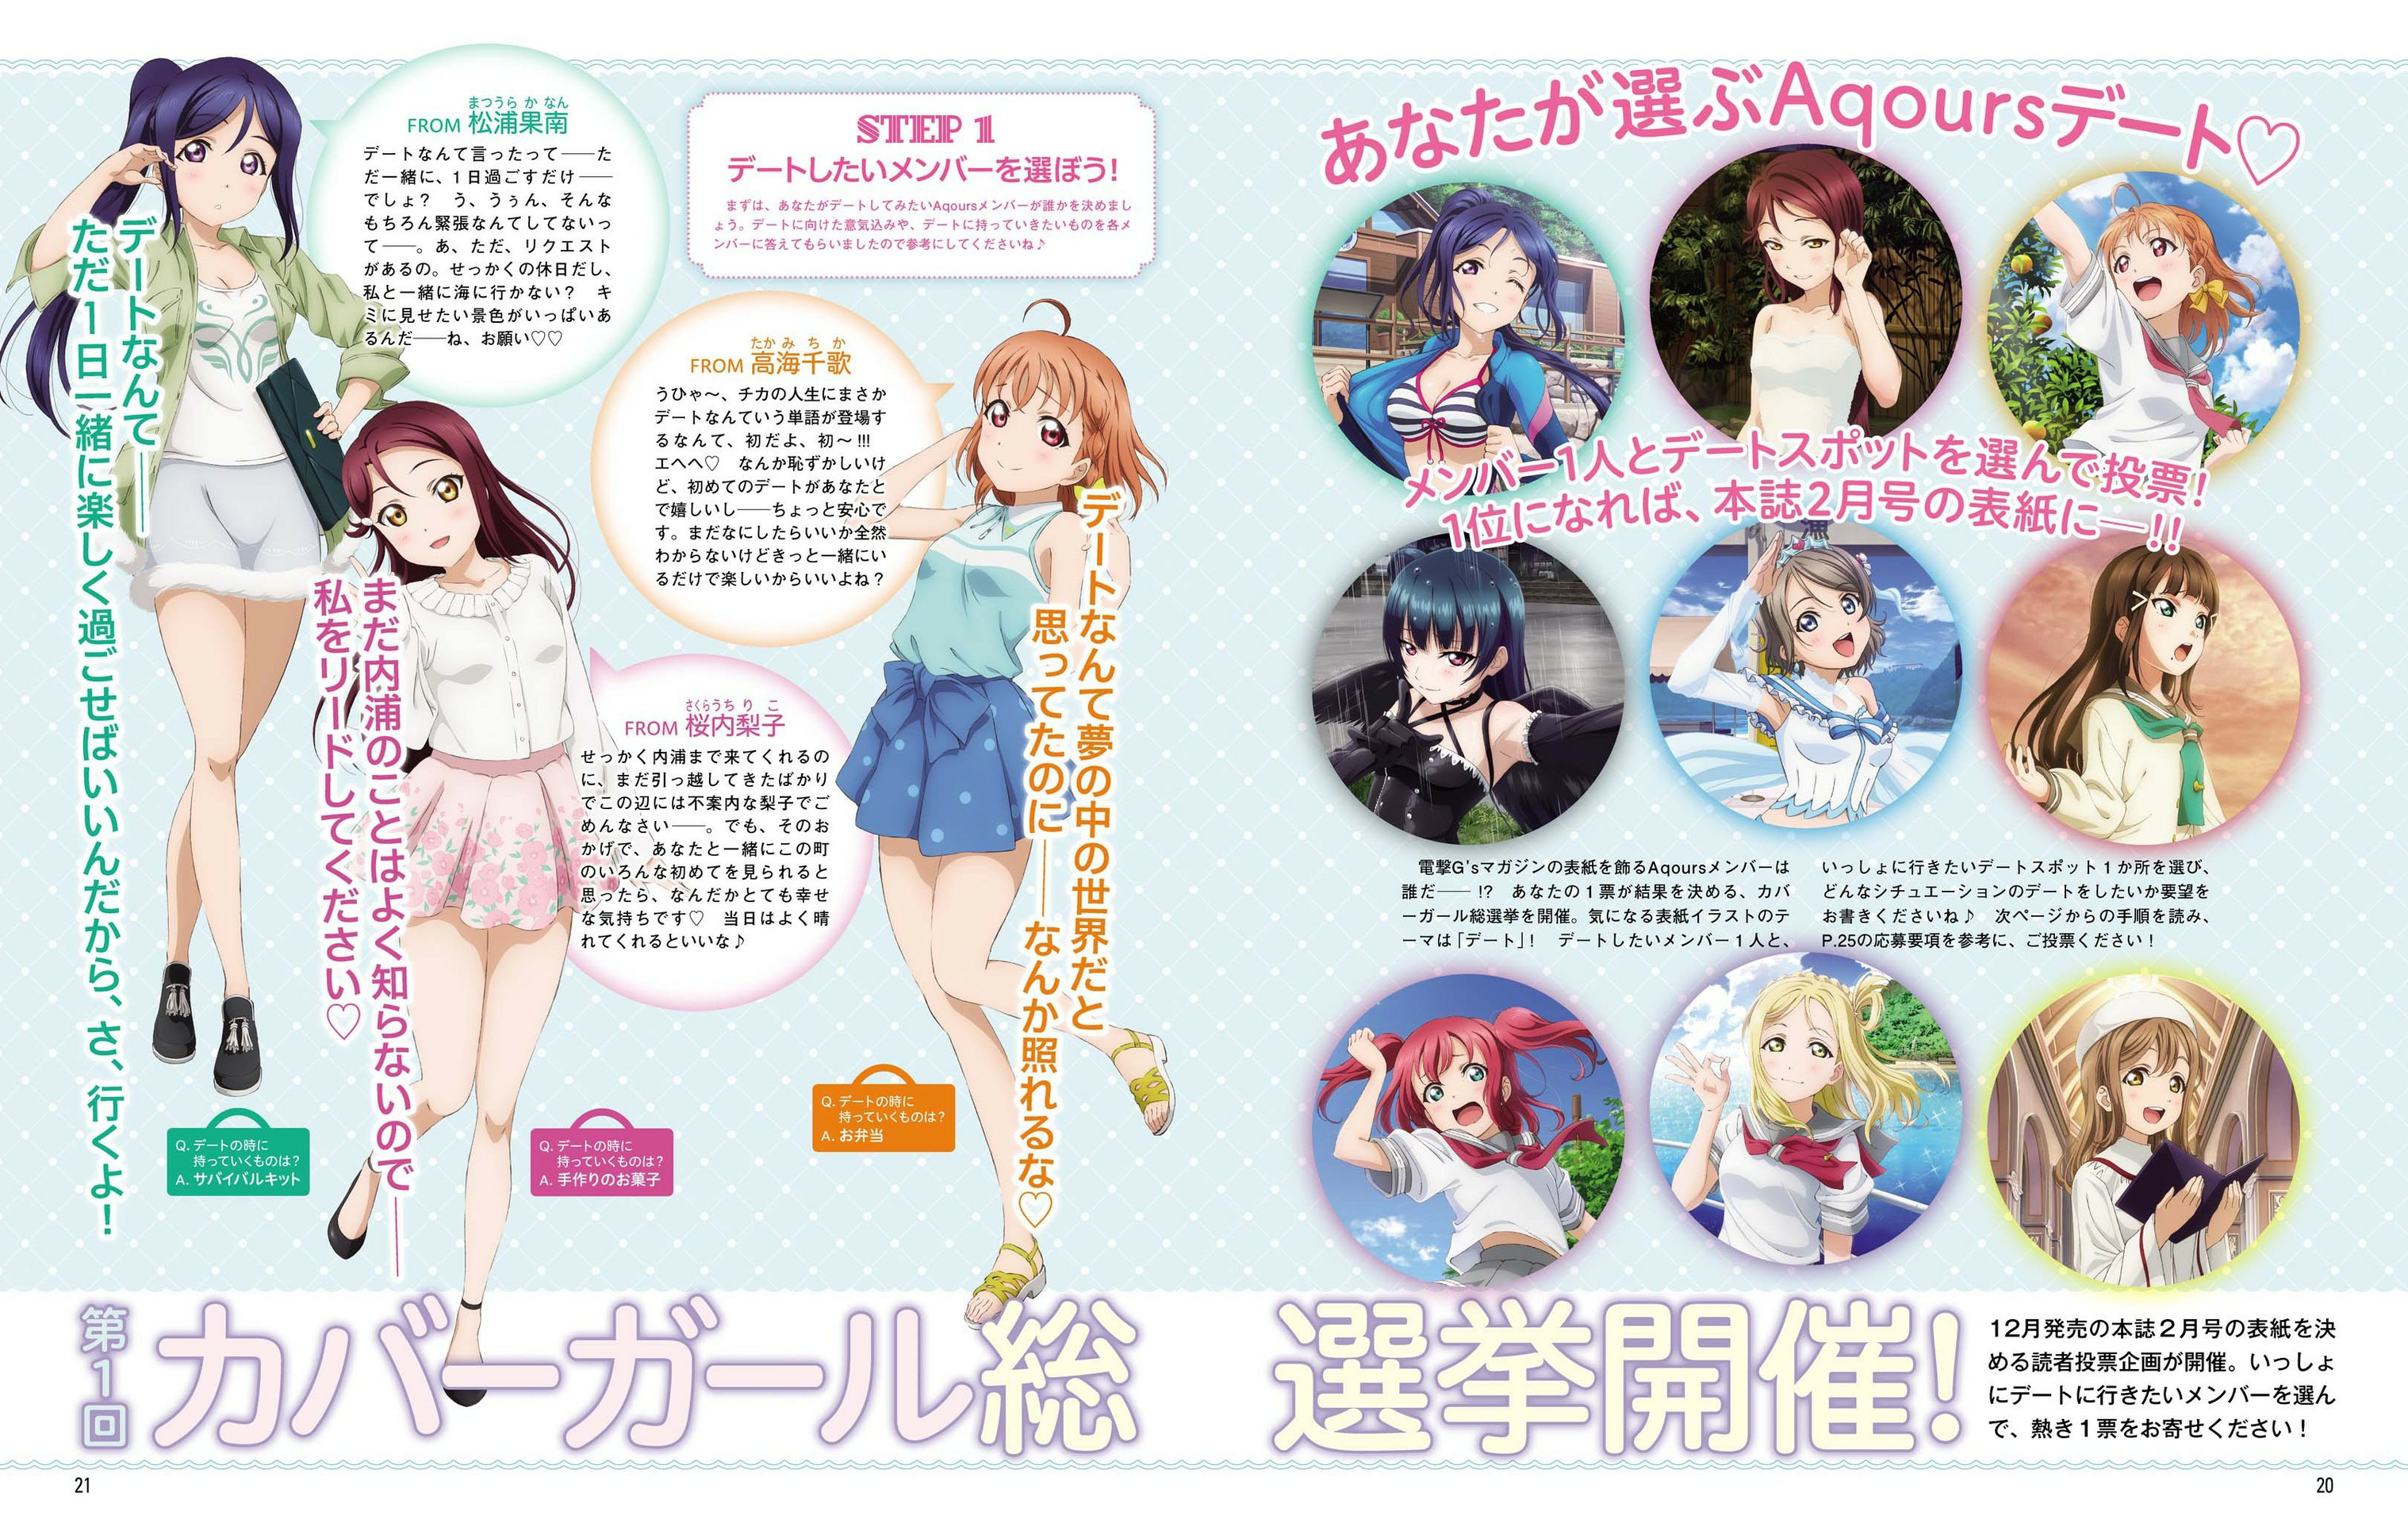 あなたが選ぶAqoursデート♡
メンバー1人とデートスポットを選んで投票!
1位になれば、本誌2月号の表紙に―!!
電撃G'sマガジンの表紙を飾るAqoursメンバーは
誰だ――!?　あなたの1票が結果を決める、カバ
ーガール総選挙を開催。気になる表紙イラストのテ
ーマは「デート」!　デートしたいメンバー1人と、
いっしょに行きたいデートスポット1か所を選び、
どんなシチュエーションのデートをしたいか要望を
お書きくださいね♪　次ページからの手順を読み、
P.25の応募要項を参考に、ご投票ください!
第1回
カバーガール総選挙開催!
12月発売の本誌2月号の表紙を決
める読者投票企画が開催。いっしょ
にデートに行きたいメンバーを選ん
で、熱き1票をお寄せください!
20
STEP 1
デートしたいメンバーを選ぼう!
まずは、あなたがデートしてみたいAqoursメンバーが誰かを決めまし
ょう。デートに向けた意気込みや、デートに持っていきたいものを各メ
ンバーに答えてもらいましたので参考にしてくださいね♪
たかみちか
FROM 高海千歌
うひゃ〜、チカの人生にまさか
デートなんていう単語が登場す
るなんて、初だよ、初〜!!!
エへへ♡　なんか恥ずかしいけ
ど、初めてのデートがあなたと
で嬉しいし――ちょっと安心で
す。まだなにしたらいいか全然
わからないけどきっと一緒にい
るだけで楽しいからいいよね?
デートなんて夢の中の世界だと
思ってたのに――なんか照れるな♡
Q. デートの時に
持っていくものは?
A. お弁当
さくらうちりこ
FROM 桜内梨子
せっかく内浦まで来てくれるの
に、まだ引っ越してきたばかり
でこの辺には不案内な梨子でご
めんなさい――。でも、そのお
かげで、あなたと一緒にこの町
のいろんな初めてを見られると
思ったら、なんだかとても幸せ
な気持ちです♡　当日はよく晴
れてくれるといいな♪
まだ内浦のことはよく知らないので――
私をリードしてください♡
Q. デートの時に
持っていくものは?
A. 手作りのお菓子
まつうらかなん
FROM 松浦果南
デートなんて言ったって――た
だ一緒に、1日過ごすだけ――
でしょ?　う、うぅん、そんな
もちろん緊張なんてしてないっ
て――。あ、ただ、リクエスト
があるの。せっかくの休日だし、
私と一緒に海に行かない?　キ
ミに見せたい景色がいっぱいあ
るんだ――ね、お願い♡♡
デートなんて――
ただ1日一緒に楽しく過ごせばいいんだから、さ、行くよ!
Q. デートの時に
持っていくものは?
A. サバイバルキット
21